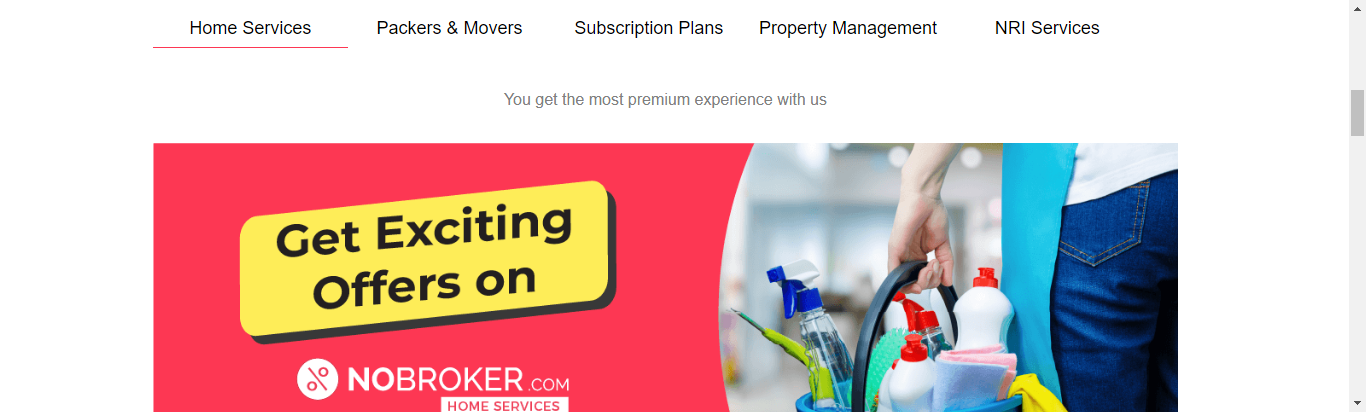 Home Services Packers & Movers Subscription Plans Property Management NRI Services
You get the most premium experience with us
Get Exciting
Offers on
NOBROKER.COM
HOME SERVICES